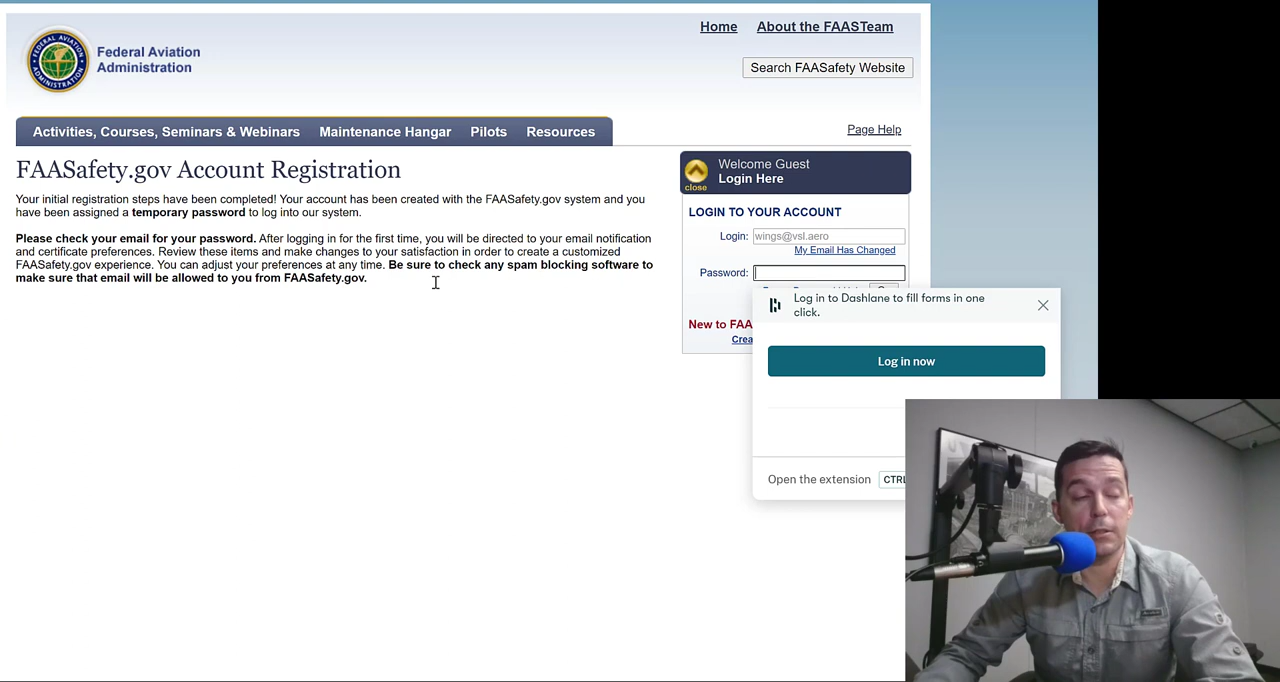 Home About the FAASTeam
Federal Aviation
Administration
FEDERAL AVIATION ADMINISTRATION
Search FAASafety Website
Activities, Courses, Seminars & Webinars Maintenance Hangar Pilots Resources
Page Help
FAASafety.gov Account Registration
Your initial registration steps have been completed! Your account has been created with the FAASafety.gov system and you
have been assigned a temporary password to log into our system.
Please check your email for your password. After logging in for the first time, you will be directed to your email notification
and certificate preferences. Review these items and make changes to your satisfaction in order to create a customized
FAASafety.gov experience. You can adjust your preferences at any time. Be sure to check any spam blocking software to
make sure that email will be allowed to you from FAASafety.gov.
close
Welcome Guest
Login Here
LOGIN TO YOUR ACCOUNT
Login: wings@vsl.aero
My Email Has Changed
Password:
New to FAA
Crea
Log in to Dashlane to fill forms in one
click.
Log in now
Open the extension CTRL